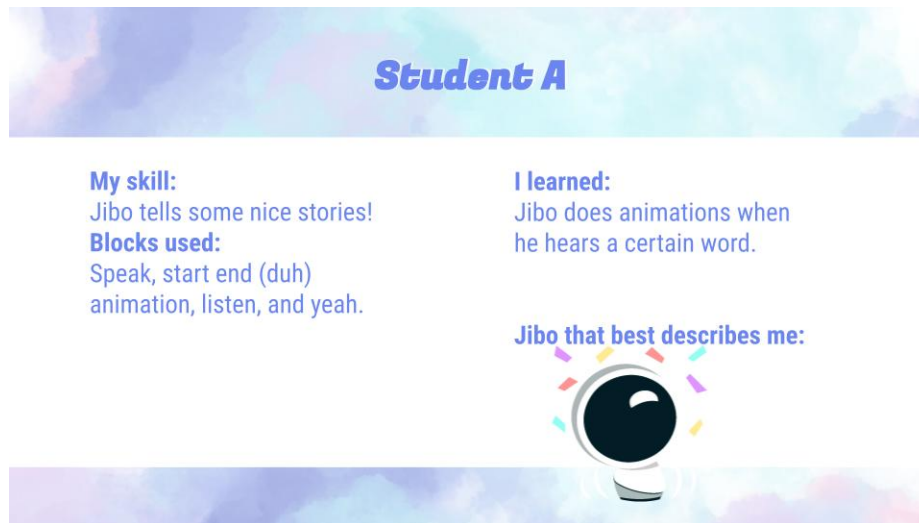 Student A
My skill:
Jibo tells some nice stories!
Blocks used:
Speak, start end (duh)
animation, listen, and yeah.
I learned:
Jibo does animations when
he hears a certain word.
Jibo that best describes me: